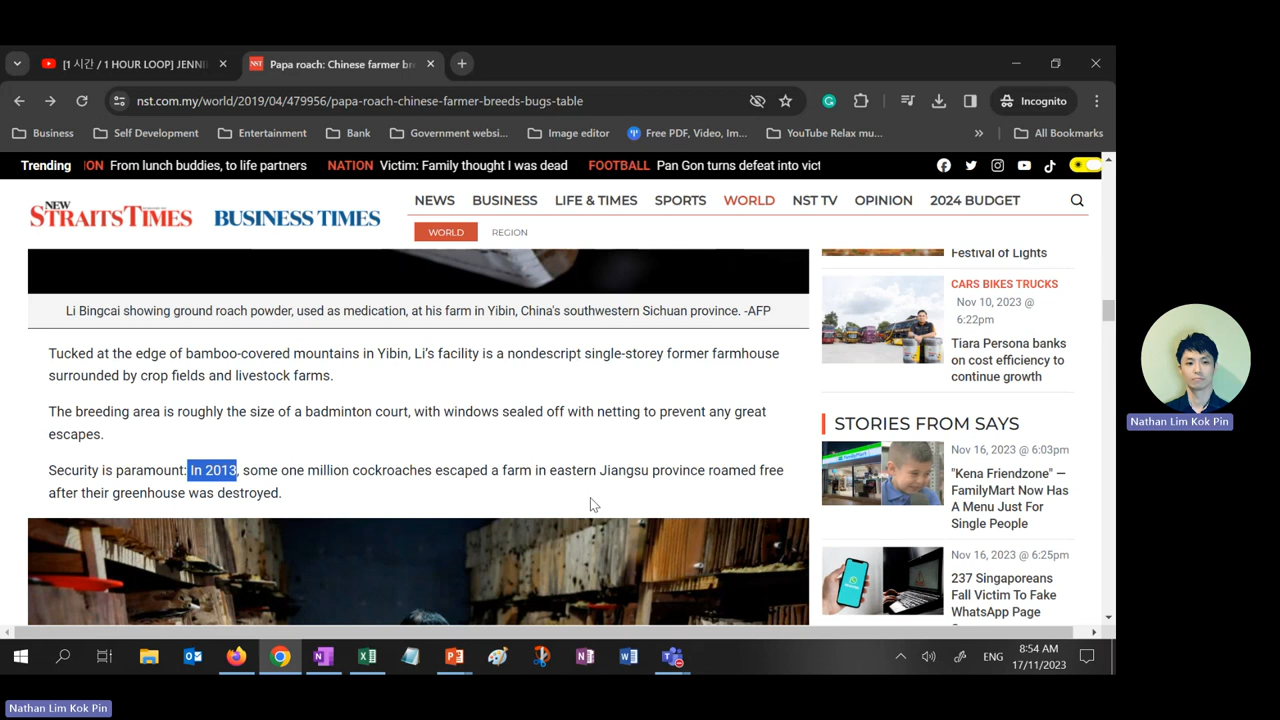 [1 시간 / 1 HOUR LOOP] JENNI
Papa roach: Chinese farmer bre
nst.com.my/world/2019/04/479956/papa-roach-chinese-farmer-breeds-bugs-table
Incognito
Business
Self Development
Entertainment
Bank
Government websi...
Image editor
Free PDF, Video, Im...
YouTube Relax mu...
»
All Bookmarks
Trending
ION From lunch buddies, to life partners
NATION Victim: Family thought I was dead
FOOTBALL Pan Gon turns defeat into vict
NEW
STRAITS TIMES
BUSINESS TIMES
NEWS
BUSINESS
LIFE & TIMES
SPORTS
WORLD
NST TV
OPINION
2024 BUDGET
WORLD
REGION
Li Bingcai showing ground roach powder, used as medication, at his farm in Yibin, China's southwestern Sichuan province. -AFP
Tucked at the edge of bamboo-covered mountains in Yibin, Li’s facility is a nondescript single-storey former farmhouse
surrounded by crop fields and livestock farms.
The breeding area is roughly the size of a badminton court, with windows sealed off with netting to prevent any great
escapes.
Security is paramount: In 2013, some one million cockroaches escaped a farm in eastern Jiangsu province roamed free
after their greenhouse was destroyed.
Festival of Lights
CARS BIKES TRUCKS
Nov 10, 2023 @
6:22pm
Tiara Persona banks
on cost efficiency to
continue growth
STORIES FROM SAYS
Nov 16, 2023 @ 6:03pm
"Kena Friendzone" —
FamilyMart Now Has
A Menu Just For
Single People
Nov 16, 2023 @ 6:25pm
237 Singaporeans
Fall Victim To Fake
WhatsApp Page
Nathan Lim Kok Pin
ENG
8:54 AM
17/11/2023
Nathan Lim Kok Pin